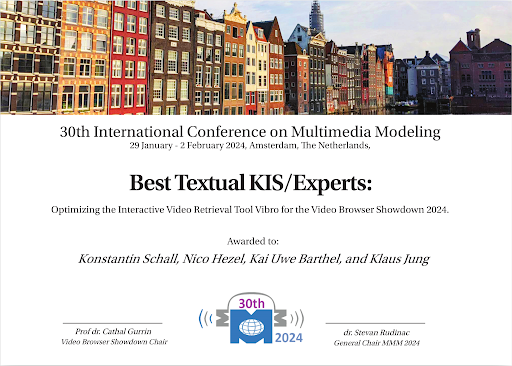 30th International Conference on Multimedia Modeling
29 January - 2 February 2024, Amsterdam, The Netherlands,
Best Textual KIS/Experts:
Optimizing the Interactive Video Retrieval Tool Vibro for the Video Browser Showdown 2024.
Awarded to:
Konstantin Schall, Nico Hezel, Kai Uwe Barthel, and Klaus Jung
30th
MMM
2024
Prof dr. Cathal Gurrin
Video Browser Showdown Chair
dr. Stevan Rudinac
General Chair MMM 2024